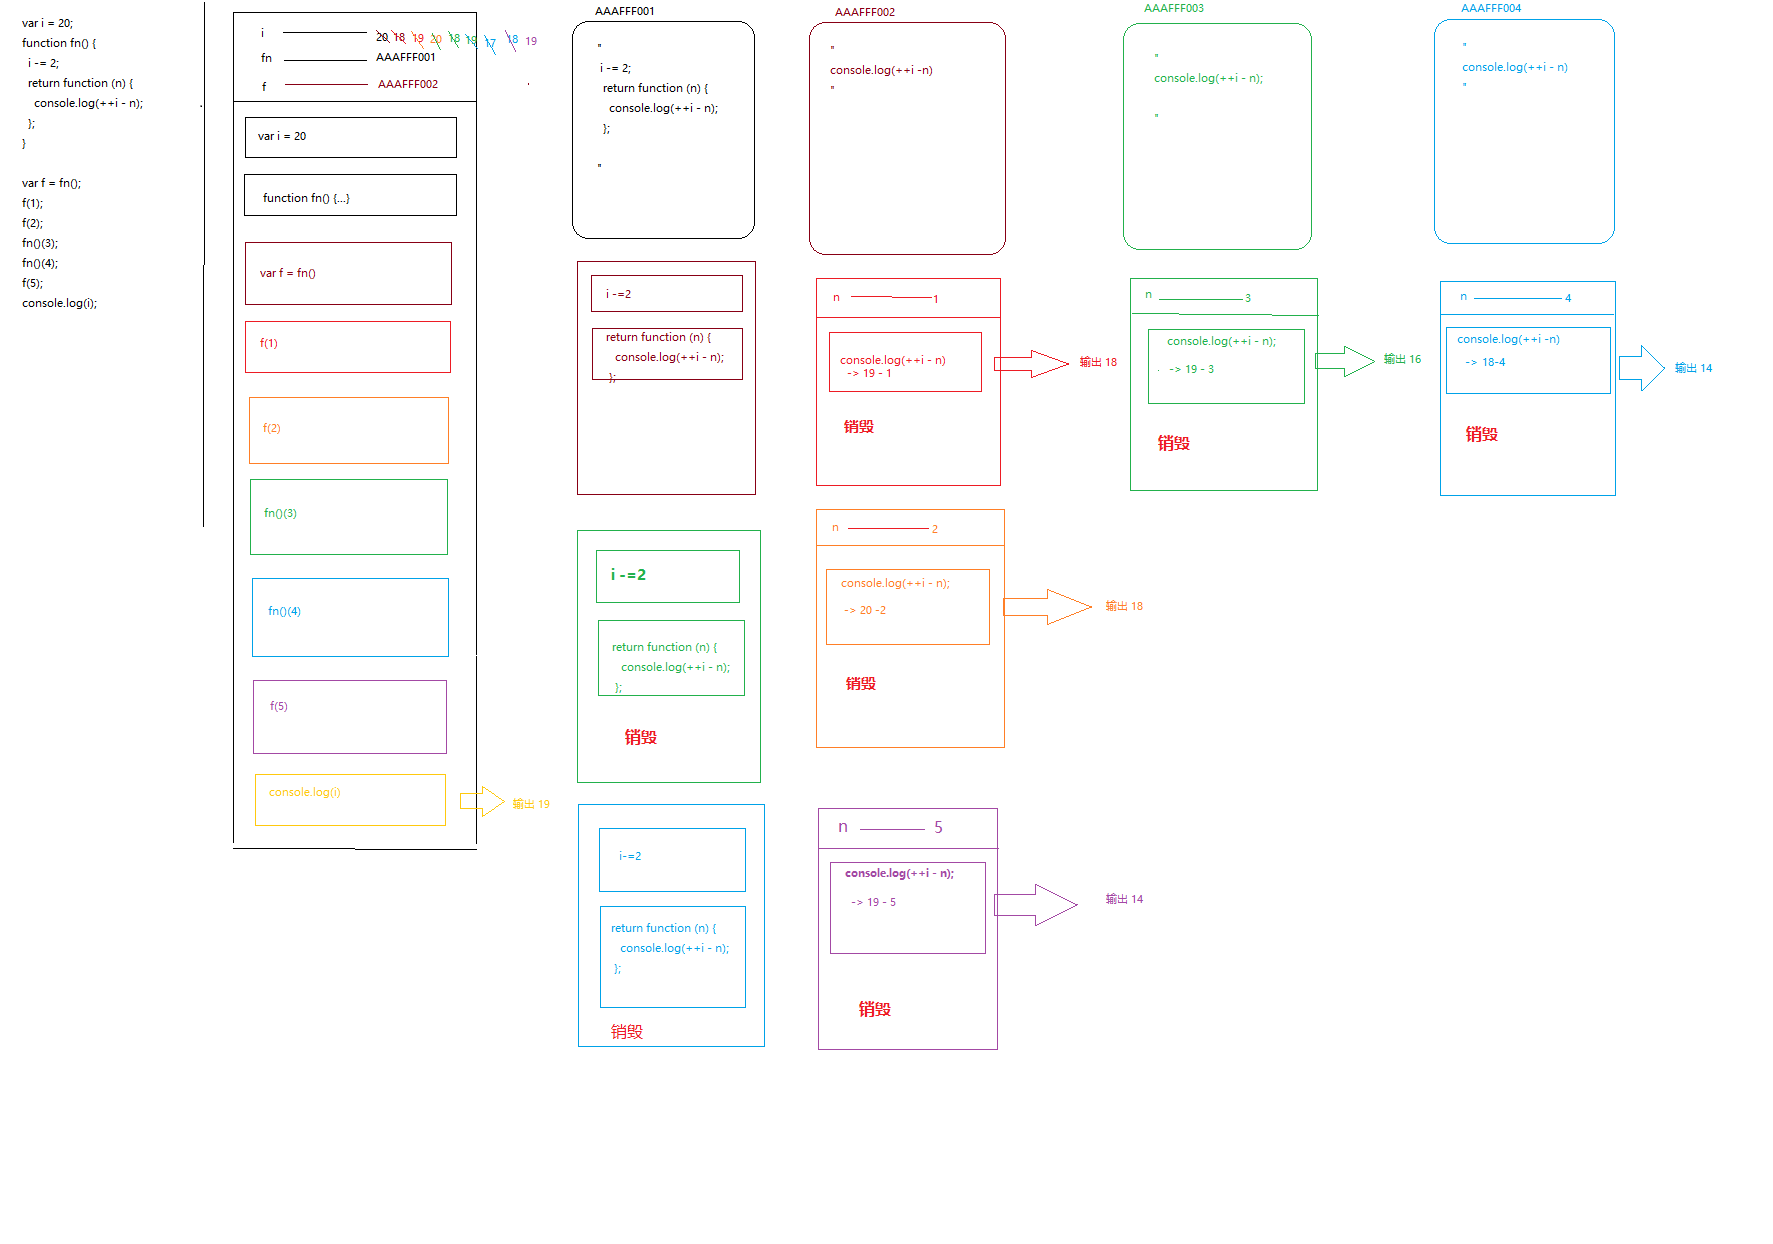 var i = 20;
function fn() {
i -= 2;
return function (n) {
console.log(++i - n);
};
}
var f = fn();
f(1);
f(2);
fn()(3);
fn()(4);
f(5);
console.log(i);
i 20 18 19 20 18 19 17 18 19
fn AAAFFF001
f AAAFFF002
var i = 20
function fn() {...}
var f = fn()
f(1)
f(2)
fn()(3)
fn()(4)
f(5)
console.log(i)
输出 19
AAAFFF001
"
i -= 2;
return function (n) {
console.log(++i - n);
};
"
i -=2
return function (n) {
console.log(++i - n);
};
i -=2
return function (n) {
console.log(++i - n);
};
销毁
i-=2
return function (n) {
console.log(++i - n);
};
销毁
AAAFFF002
"
console.log(++i -n)
"
n 1
console.log(++i - n)
-> 19 - 1
销毁
输出 18
n 2
console.log(++i - n);
-> 20 -2
销毁
输出 18
n 5
console.log(++i - n);
-> 19 - 5
销毁
输出 14
AAAFFF003
"
console.log(++i - n);
"
n 3
console.log(++i - n);
-> 19 - 3
销毁
输出 16
AAAFFF004
"
console.log(++i - n)
"
n 4
console.log(++i -n)
-> 18-4
销毁
输出 14